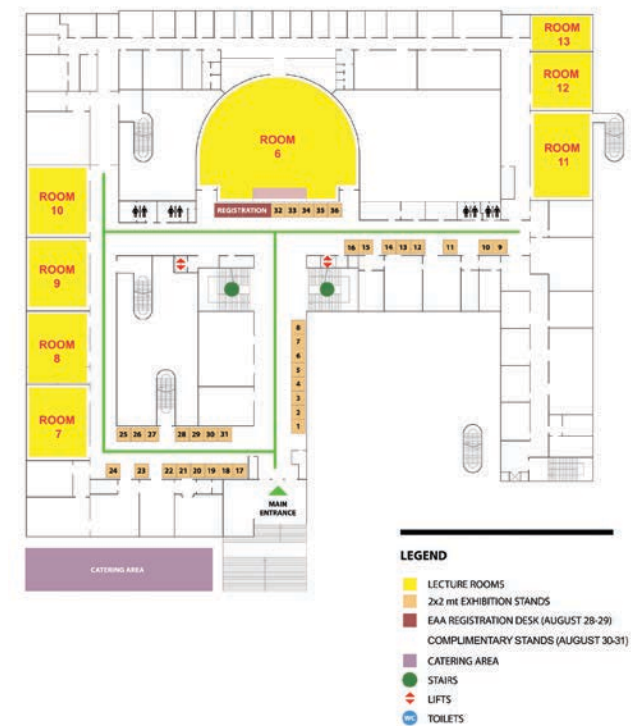 ROOM
13
ROOM
12
ROOM
6
ROOM
11
ROOM
10
REGISTRATION 32 33 34 35 36
16 15 14 13 12 11 10 9
ROOM
9
8
7
6
5
4
3
2
1
ROOM
8
ROOM
7
25 26 27 28 29 30 31
24 23 22 21 20 19 18 17
MAIN
ENTRANCE
CATERING AREA
LEGEND
LECTURE ROOMS
2x2 mt EXHIBITION STANDS
EAA REGISTRATION DESK (AUGUST 28-29)
COMPLIMENTARY STANDS (AUGUST 30-31)
CATERING AREA
STAIRS
LIFTS
WC TOILETS